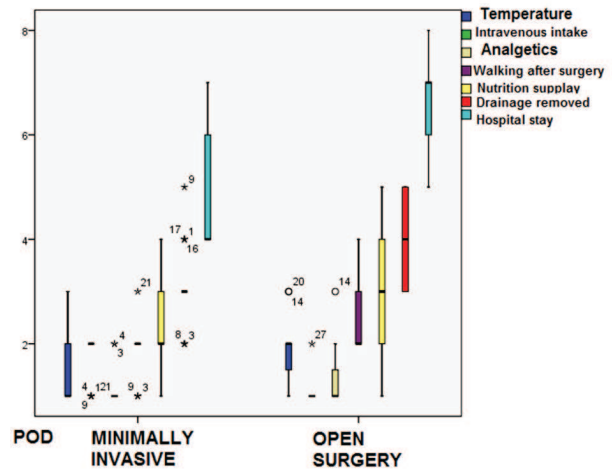 8
6
4
2
Temperature
Intravenous intake
Analgetics
Walking after surgery
Nutrition supplay
Drainage removed
Hospital stay
9
17 1
16
21
4
3
8 3
4 121
9
9 3
20
14
14
27
POD
MINIMALLY INVASIVE
OPEN SURGERY